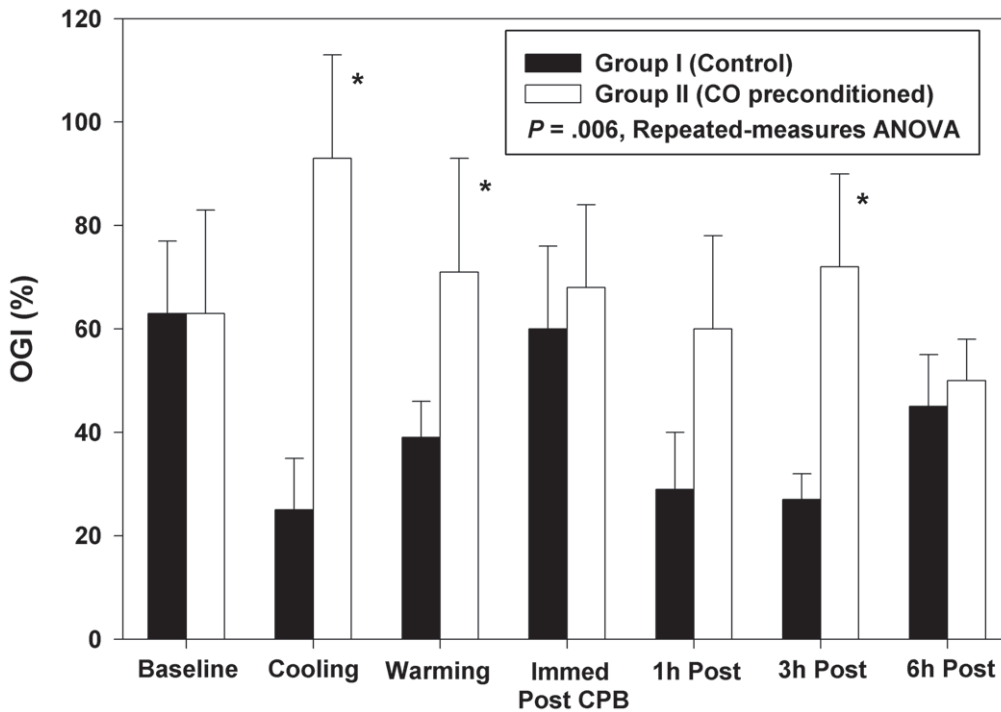 120
100
80
60
40
20
0
OGI (%)
Group I (Control)
Group II (CO preconditioned)
P = .006, Repeated-measures ANOVA
*
*
*
Baseline
Cooling
Warming
Immed
Post CPB
1h Post
3h Post
6h Post